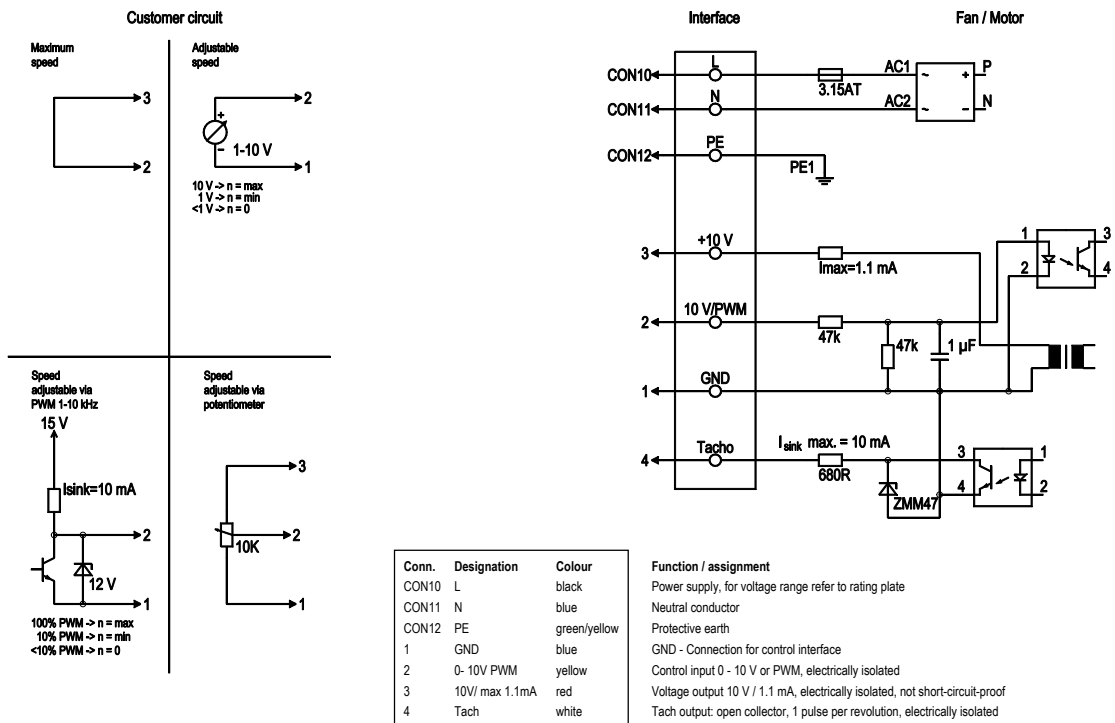 Customer circuit
Interface
Fan / Motor
Maximum
speed
3
2
Adjustable
speed
2
+
1-10 V
−
1
10 V -> n = max
1 V -> n = min
<1 V -> n = 0
Speed
adjustable via
PWM 1-10 kHz
15 V
Isink=10 mA
2
12 V
1
100% PWM -> n = max
10% PWM -> n = min
<10% PWM -> n = 0
Speed
adjustable via
potentiometer
3
2
10K
1
CON10 L 3.15AT AC1 ~ + P
CON11 N AC2 ~ − N
CON12 PE PE1
3 +10 V Imax=1.1 mA
1 3
2 4
2 10 V/PWM 47k 47k 1 µF
1 GND
4 Tacho Isink max. = 10 mA 680R ZMM47
3 1
4 2
Conn. Designation Colour Function / assignment
CON10 L black Power supply, for voltage range refer to rating plate
CON11 N blue Neutral conductor
CON12 PE green/yellow Protective earth
1 GND blue GND - Connection for control interface
2 0- 10V PWM yellow Control input 0 - 10 V or PWM, electrically isolated
3 10V/ max 1.1mA red Voltage output 10 V / 1.1 mA, electrically isolated, not short-circuit-proof
4 Tach white Tach output: open collector, 1 pulse per revolution, electrically isolated